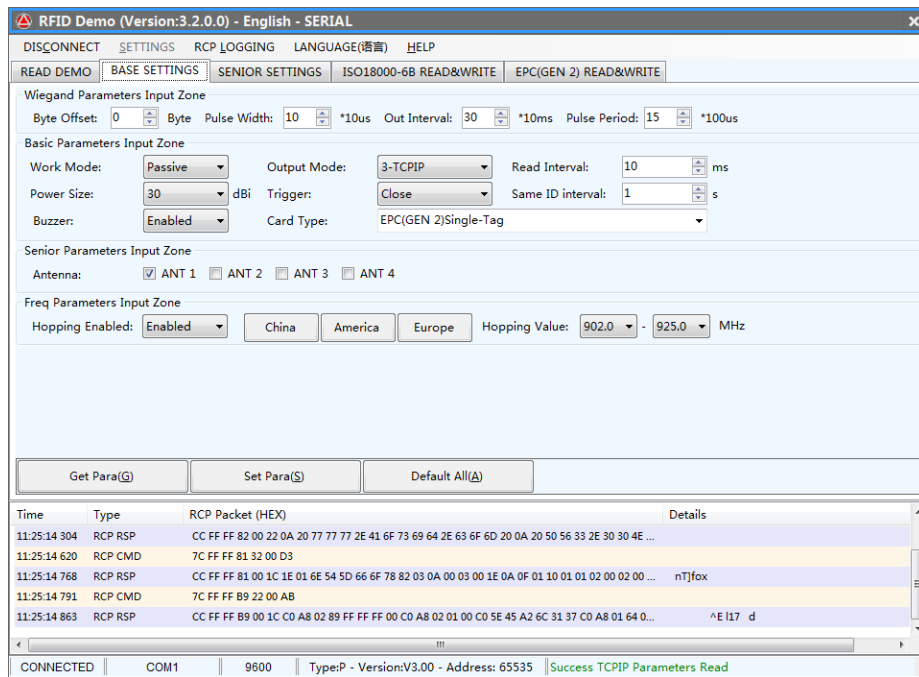 RFID Demo (Version:3.2.0.0) - English - SERIAL
DISCONNECT SETTINGS RCP LOGGING LANGUAGE(语言) HELP
READ DEMO BASE SETTINGS SENIOR SETTINGS ISO18000-6B READ&WRITE EPC(GEN 2) READ&WRITE
Wiegand Parameters Input Zone
Byte Offset: 0 Byte Pulse Width: 10 *10us Out Interval: 30 *10ms Pulse Period: 15 *100us
Basic Parameters Input Zone
Work Mode: Passive Output Mode: 3-TCPIP Read Interval: 10 ms
Power Size: 30 dBi Trigger: Close Same ID interval: 1 s
Buzzer: Enabled Card Type: EPC(GEN 2)Single-Tag
Senior Parameters Input Zone
Antenna: ANT 1 ANT 2 ANT 3 ANT 4
Freq Parameters Input Zone
Hopping Enabled: Enabled China America Europe Hopping Value: 902.0 - 925.0 MHz
Get Para(G) Set Para(S) Default All(A)
Time Type RCP Packet (HEX) Details
11:25:14 304 RCP RSP CC FF FF 82 00 22 0A 20 77 77 77 2E 41 6F 73 69 64 2E 63 6F 6D 20 0A 20 50 56 33 2E 30 30 4E ...
11:25:14 620 RCP CMD 7C FF FF 81 32 00 D3
11:25:14 768 RCP RSP CC FF FF 81 00 1C 1E 01 6E 54 5D 66 6F 78 82 03 0A 00 03 00 1E 0A 0F 01 10 01 01 02 00 02 00 ... nT]fox
11:25:14 791 RCP CMD 7C FF FF B9 22 00 AB
11:25:14 863 RCP RSP CC FF FF B9 00 1C C0 A8 02 89 FF FF FF 00 C0 A8 02 01 00 C0 5E 45 A2 6C 31 37 C0 A8 01 64 0... ^E l17 d
CONNECTED COM1 9600 Type:P - Version:V3.00 - Address: 65535 Success TCPIP Parameters Read